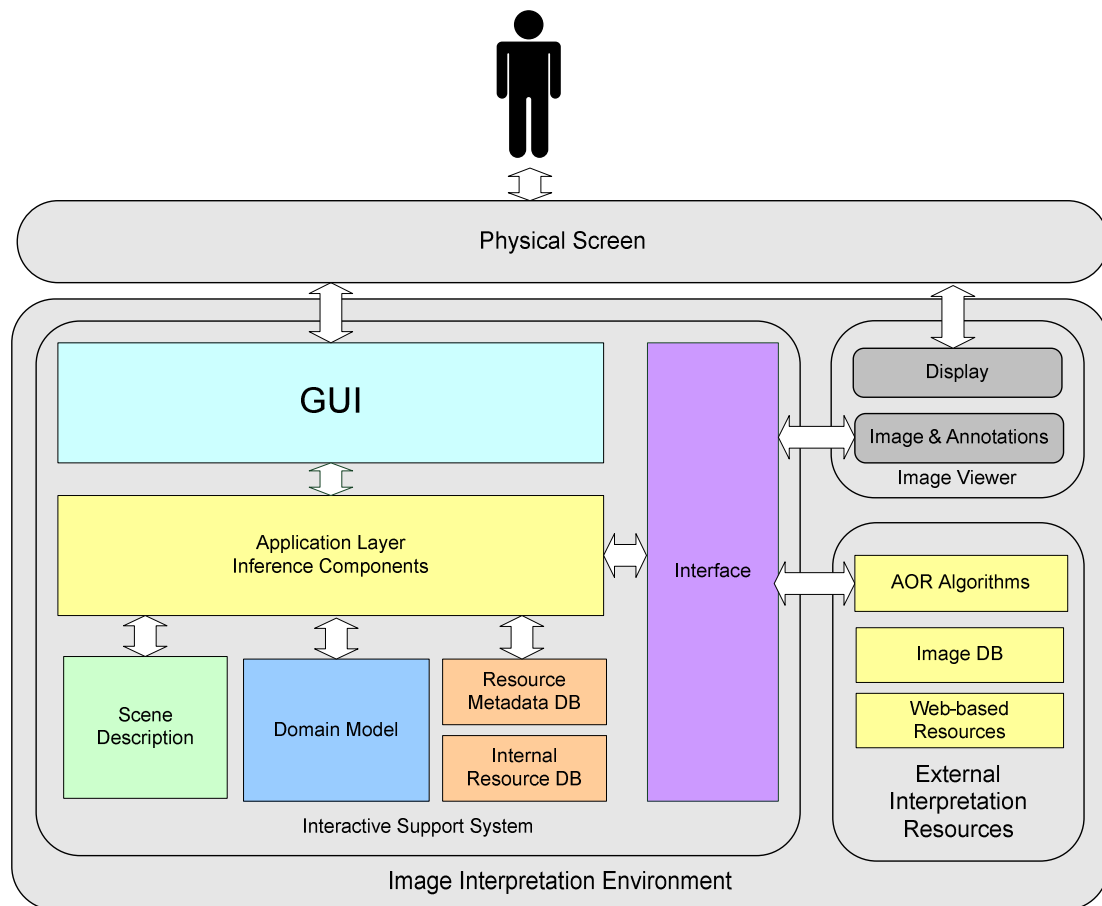 Physical Screen
GUI
Application Layer
Inference Components
Scene
Description
Domain Model
Resource
Metadata DB
Internal
Resource DB
Interactive Support System
Interface
Display
Image & Annotations
Image Viewer
AOR Algorithms
Image DB
Web-based
Resources
External
Interpretation
Resources
Image Interpretation Environment